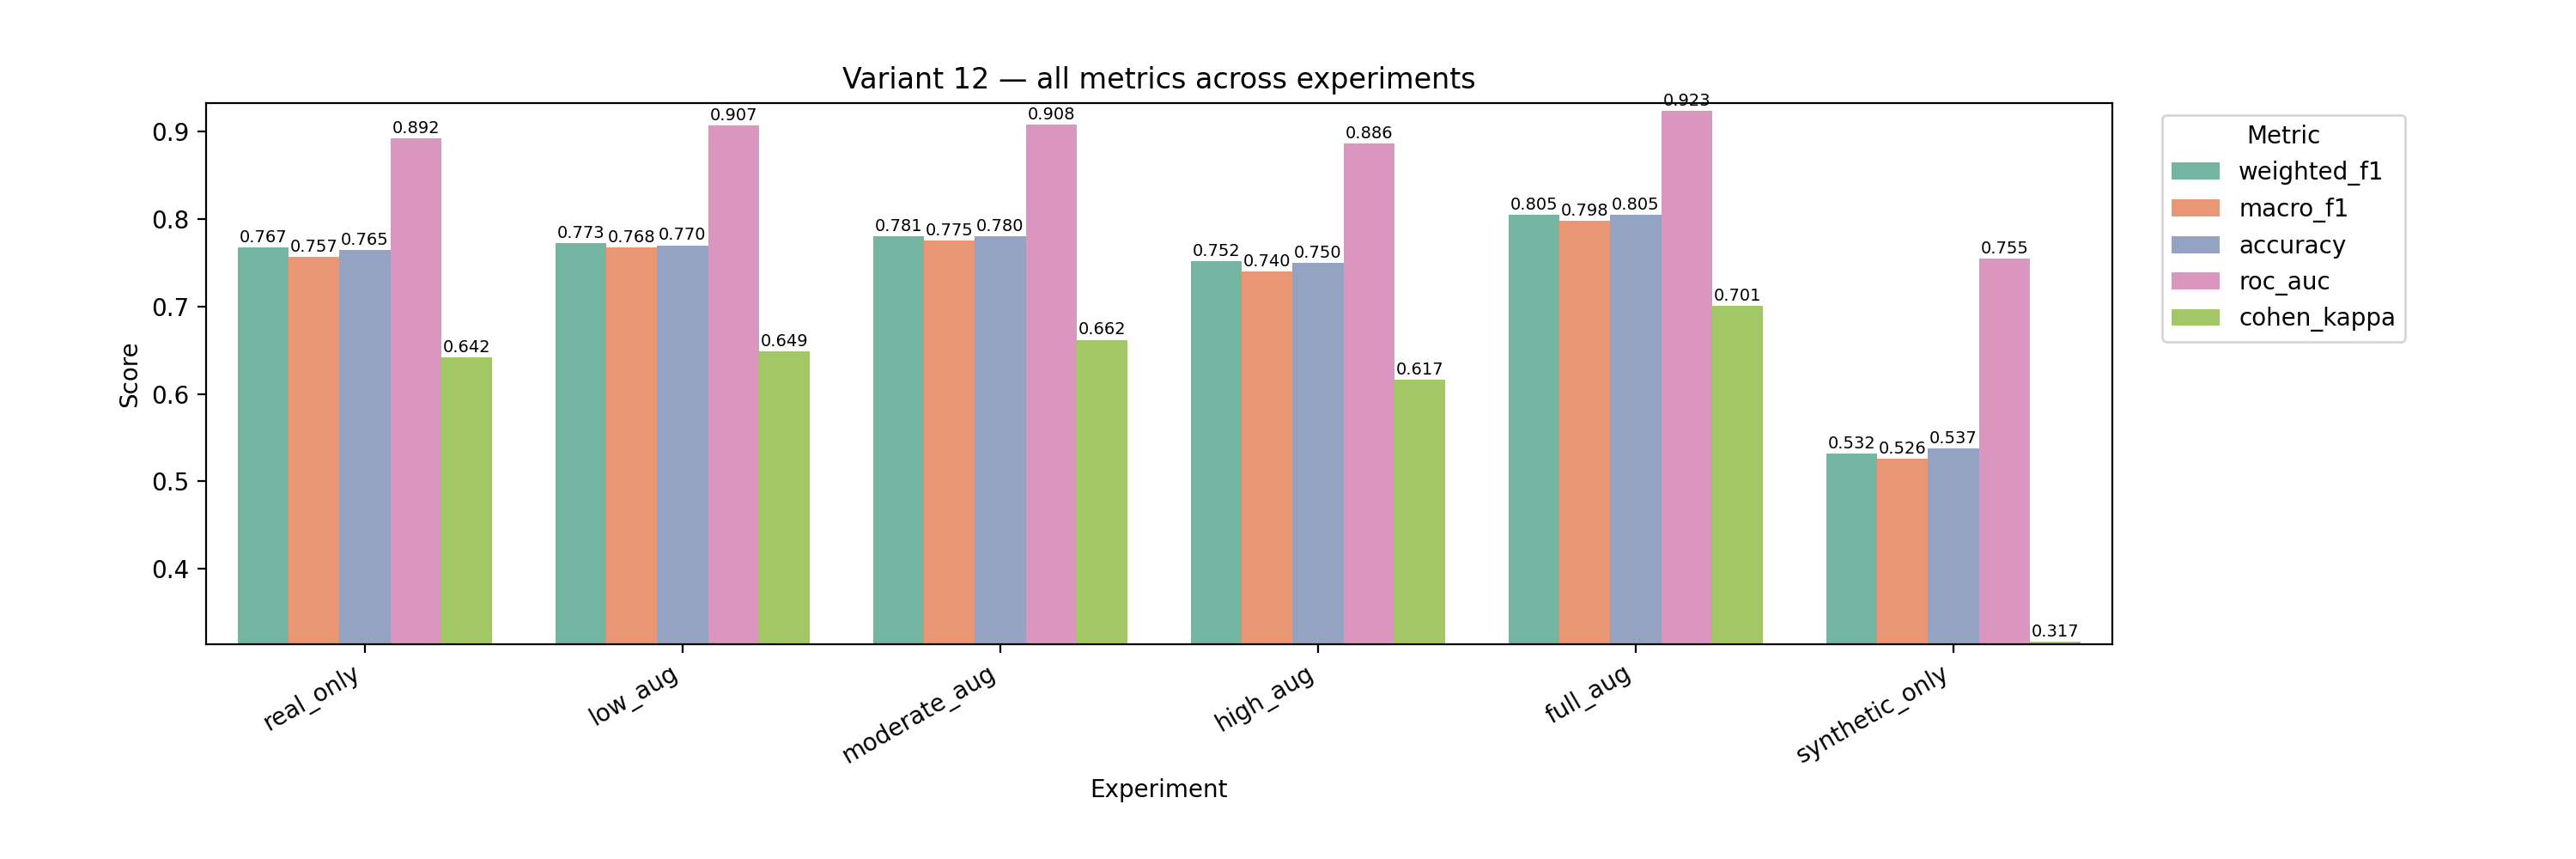 Variant 12 — all metrics across experiments
Score
0.9
0.8
0.7
0.6
0.5
0.4
0.767
0.757
0.765
0.892
0.642
0.773
0.768
0.770
0.907
0.649
0.781
0.775
0.780
0.908
0.662
0.752
0.740
0.750
0.886
0.617
0.805
0.798
0.805
0.923
0.701
0.532
0.526
0.537
0.755
0.317
real_only
low_aug
moderate_aug
high_aug
full_aug
synthetic_only
Experiment
Metric
weighted_f1
macro_f1
accuracy
roc_auc
cohen_kappa